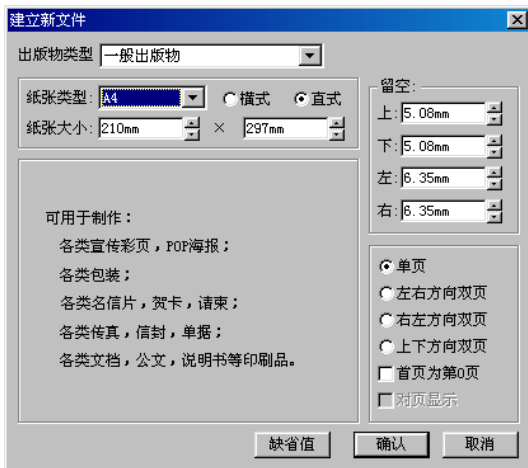 建立新文件
出版物类型 一般出版物
纸张类型: A4 横式 直式
纸张大小: 210mm × 297mm
留空:
上: 5.08mm
下: 5.08mm
左: 6.35mm
右: 6.35mm
可用于制作：
各类宣传彩页，POP海报；
各类包装；
各类名信片，贺卡，请柬；
各类传真，信封，单据；
各类文档，公文，说明书等印刷品。
单页
左右方向双页
右左方向双页
上下方向双页
首页为第0页
对页显示
缺省值 确认 取消